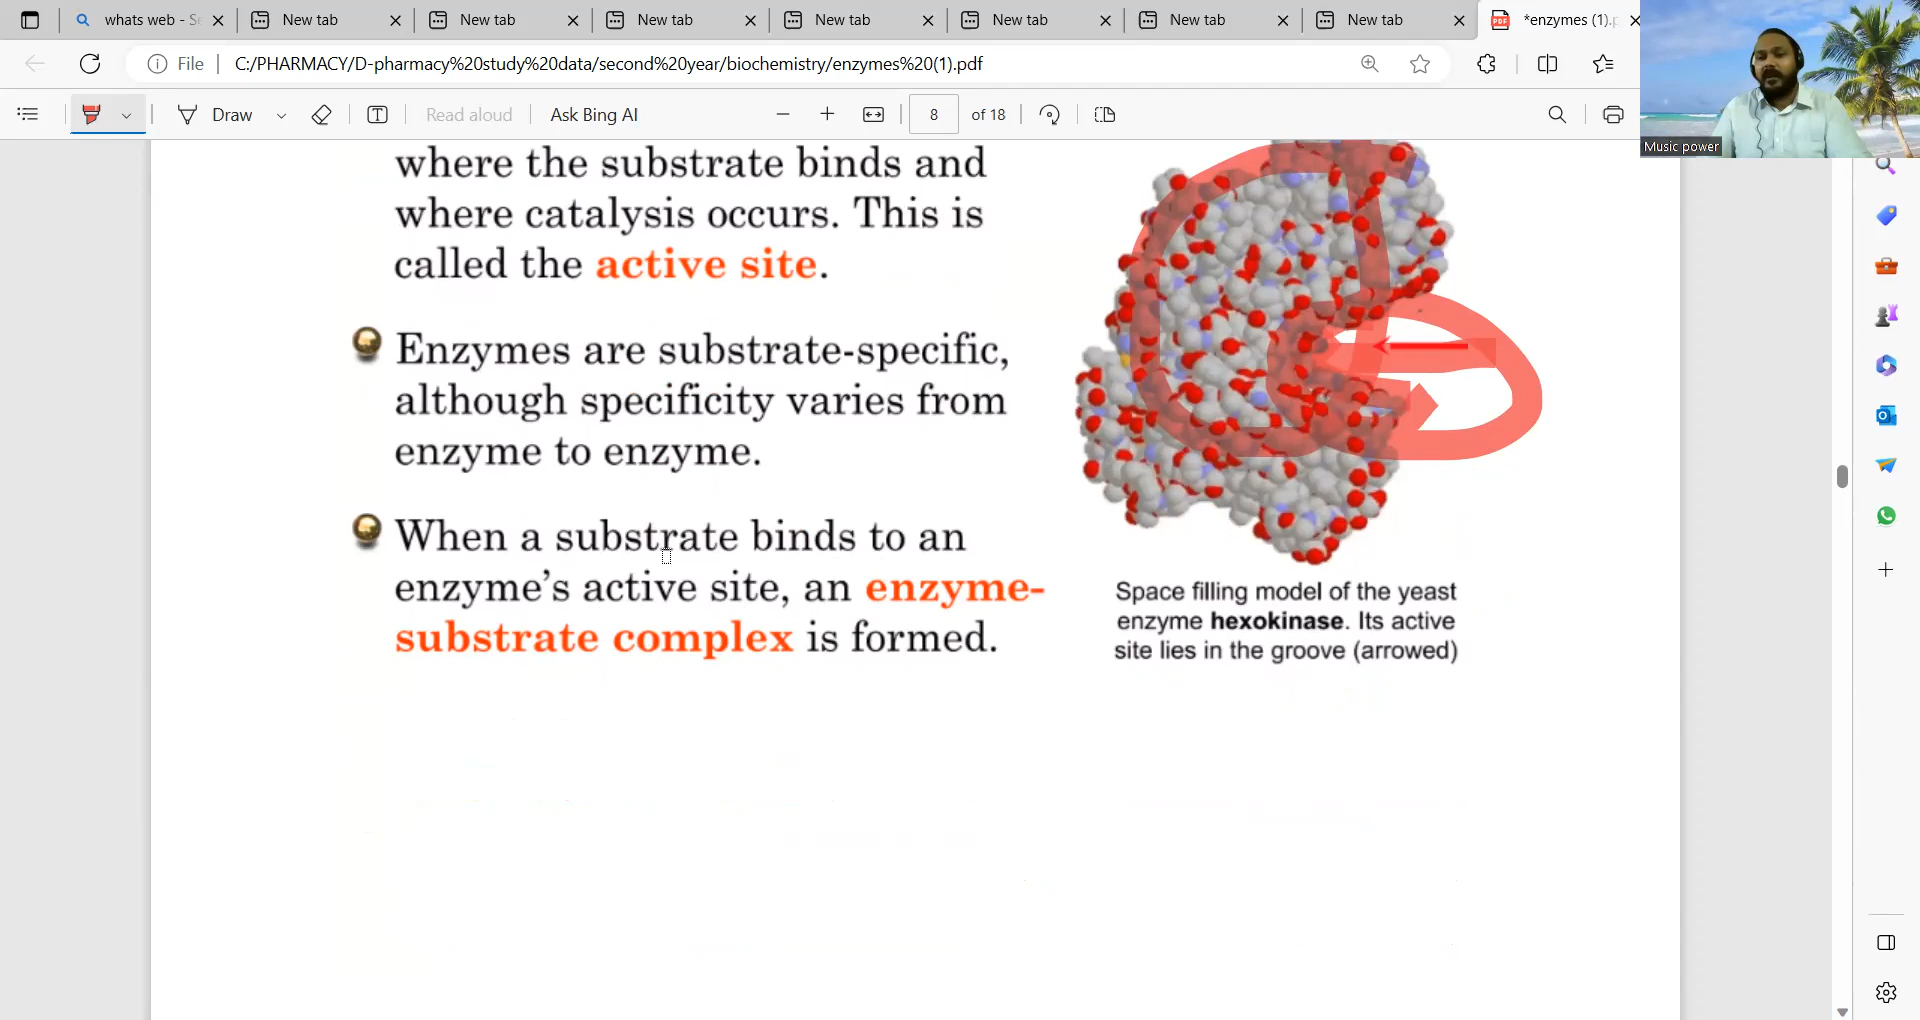 whats web - S
New tab
New tab
New tab
New tab
New tab
New tab
New tab
*enzymes (1).p
File
C:/PHARMACY/D-pharmacy%20study%20data/second%20year/biochemistry/enzymes%20(1).pdf
Draw
Read aloud
Ask Bing AI
8
of 18
Music power
where the substrate binds and
where catalysis occurs. This is
called the active site.
Enzymes are substrate-specific,
although specificity varies from
enzyme to enzyme.
When a substrate binds to an
enzyme’s active site, an enzyme-
substrate complex is formed.
Space filling model of the yeast
enzyme hexokinase. Its active
site lies in the groove (arrowed)